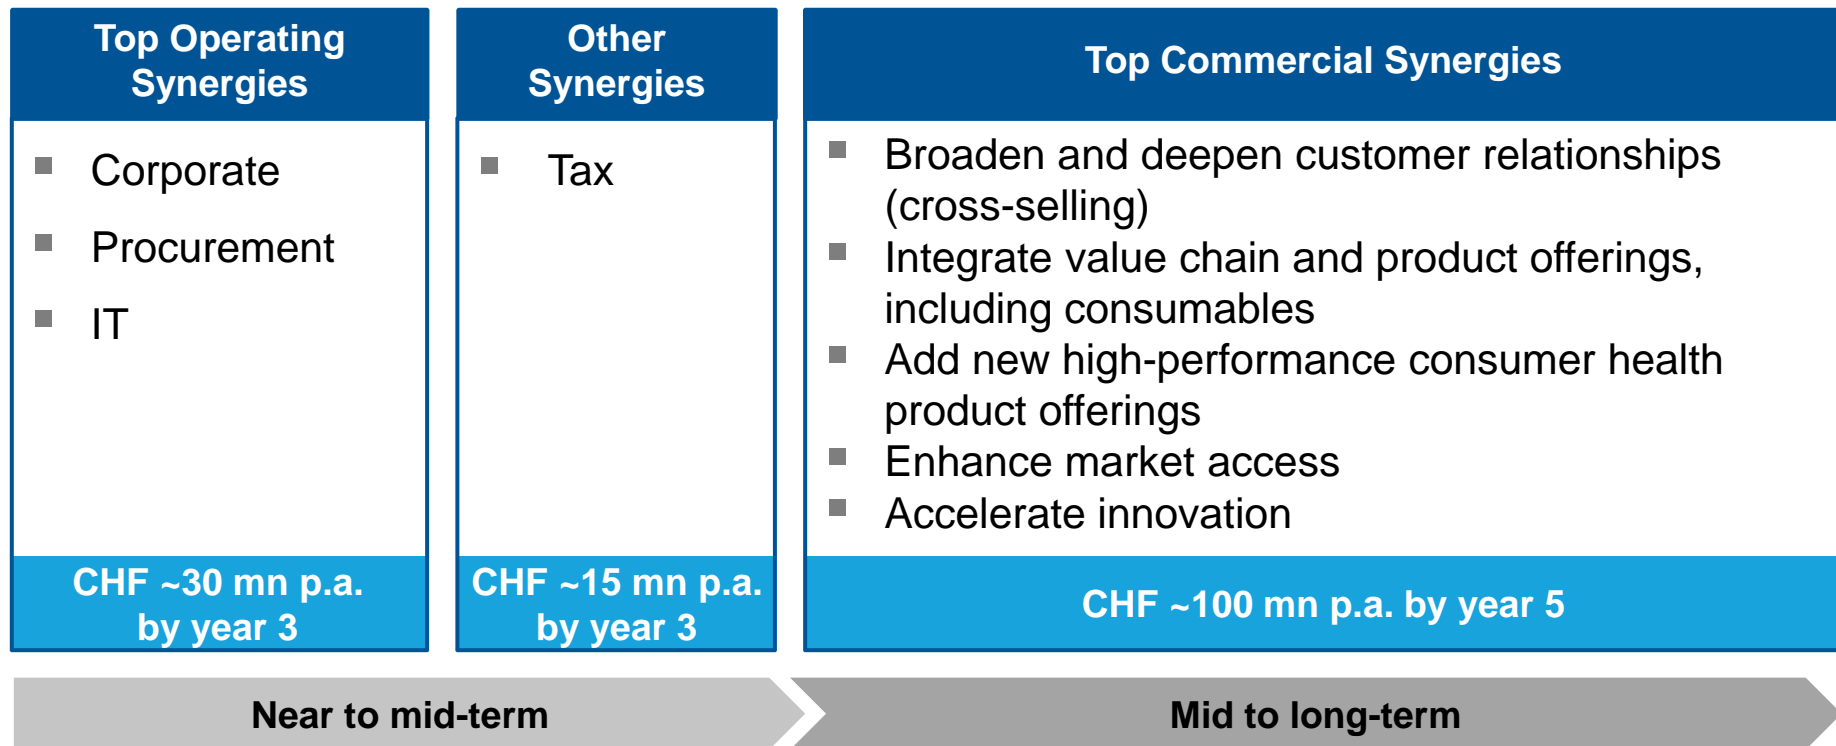 Top Operating
Synergies
Corporate
Procurement
IT
CHF ~30 mn p.a.
by year 3
Other
Synergies
Tax
CHF ~15 mn p.a.
by year 3
Top Commercial Synergies
Broaden and deepen customer relationships
(cross-selling)
Integrate value chain and product offerings,
including consumables
Add new high-performance consumer health
product offerings
Enhance market access
Accelerate innovation
CHF ~100 mn p.a. by year 5
Near to mid-term
Mid to long-term